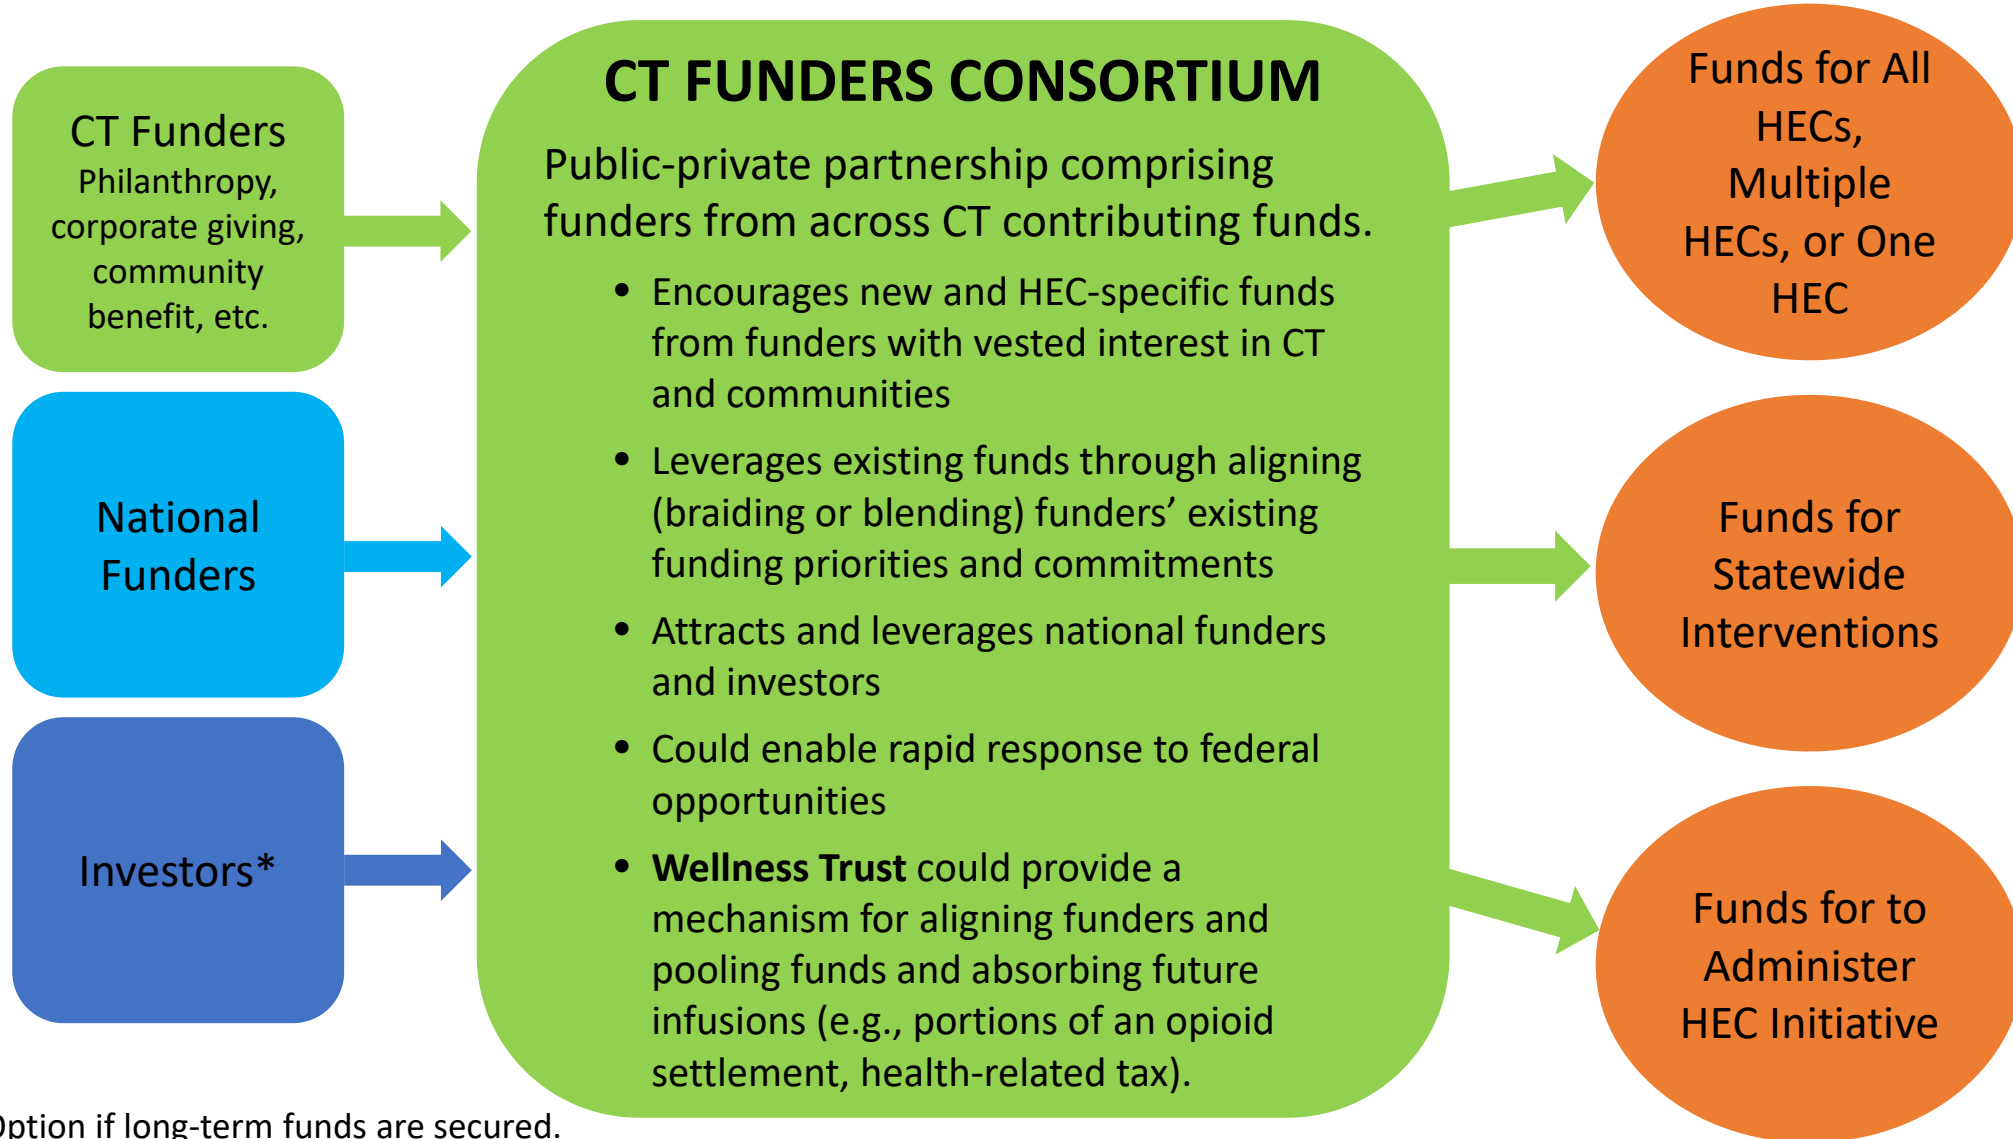 CT Funders
Philanthropy,
corporate giving,
community
benefit, etc.
National
Funders
Investors*
CT FUNDERS CONSORTIUM
Public-private partnership comprising
funders from across CT contributing funds.
• Encourages new and HEC-specific funds
from funders with vested interest in CT
and communities
• Leverages existing funds through aligning
(braiding or blending) funders’ existing
funding priorities and commitments
• Attracts and leverages national funders
and investors
• Could enable rapid response to federal
opportunities
• Wellness Trust could provide a
mechanism for aligning funders and
pooling funds and absorbing future
infusions (e.g., portions of an opioid
settlement, health-related tax).
Funds for All
HECs,
Multiple
HECs, or One
HEC
Funds for
Statewide
Interventions
Funds for to
Administer
HEC Initiative
Option if long-term funds are secured.